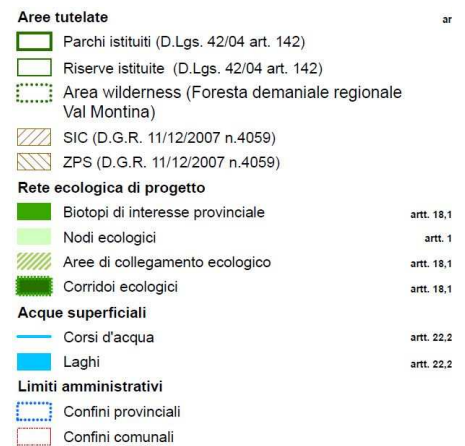 Aree tutelate ar
Parchi istituiti (D.Lgs. 42/04 art. 142)
Riserve istituite (D.Lgs. 42/04 art. 142)
Area wilderness (Foresta demaniale regionale
Val Montina)
SIC (D.G.R. 11/12/2007 n.4059)
ZPS (D.G.R. 11/12/2007 n.4059)
Rete ecologica di progetto
Biotopi di interesse provinciale artt. 18,1
Nodi ecologici artt. 1
Aree di collegamento ecologico artt. 18,1
Corridoi ecologici artt. 18,1
Acque superficiali
Corsi d'acqua artt. 22,2
Laghi artt. 22,2
Limiti amministrativi
Confini provinciali
Confini comunali